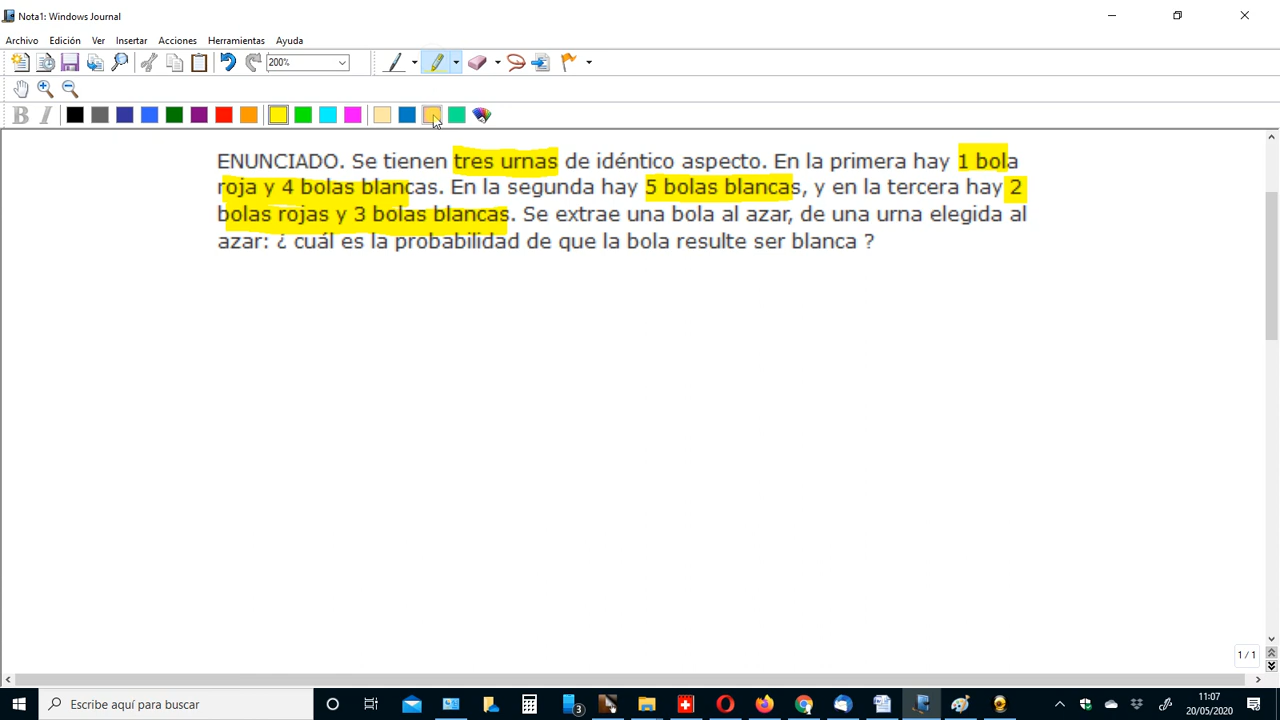 Nota1: Windows Journal
Archivo Edición Ver Insertar Acciones Herramientas Ayuda
200%
B I
ENUNCIADO. Se tienen tres urnas de idéntico aspecto. En la primera hay 1 bola
roja y 4 bolas blancas. En la segunda hay 5 bolas blancas, y en la tercera hay 2
bolas rojas y 3 bolas blancas. Se extrae una bola al azar, de una urna elegida al
azar: ¿ cuál es la probabilidad de que la bola resulte ser blanca ?
1 / 1
Escribe aquí para buscar
3
11:07
20/05/2020